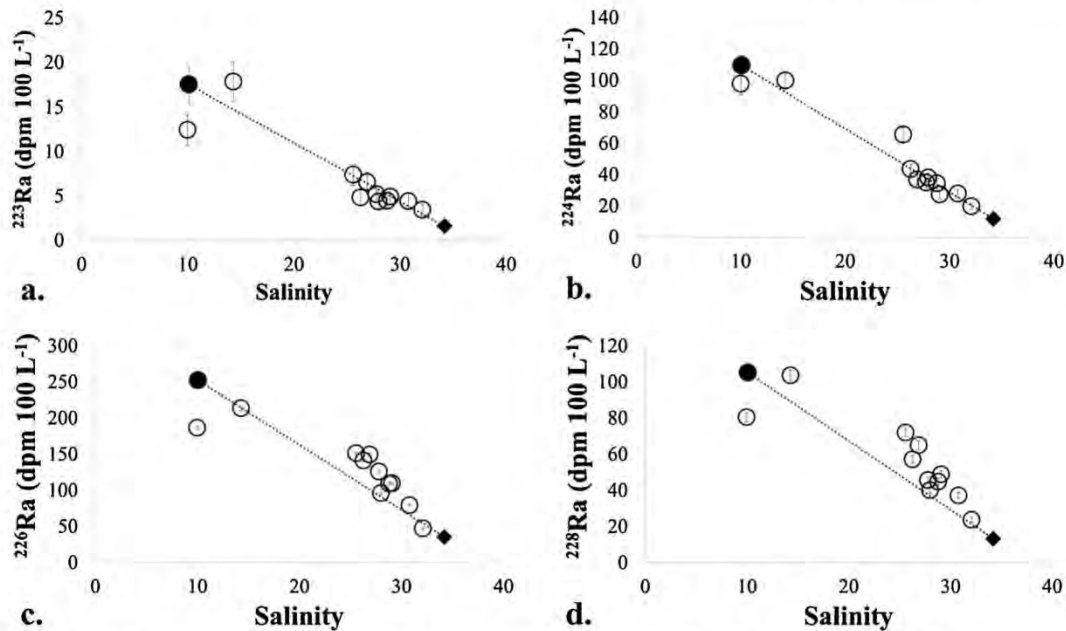 25
20
15
10
5
0
²²³Ra (dpm 100 L⁻¹)
0 10 20 30 40
Salinity
a.
140
120
100
80
60
40
20
0
²²⁴Ra (dpm 100 L⁻¹)
0 10 20 30 40
Salinity
b.
300
250
200
150
100
50
0
²²⁶Ra (dpm 100 L⁻¹)
0 10 20 30 40
Salinity
c.
120
100
80
60
40
20
0
²²⁸Ra (dpm 100 L⁻¹)
0 10 20 30 40
Salinity
d.